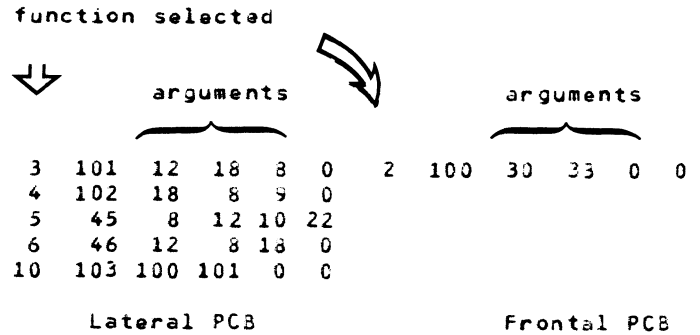 function selected
arguments arguments
3 101 12 18 8 0 2 100 30 33 0 0
4 102 18 8 9 0
5 45 8 12 10 22
6 46 12 8 18 0
10 103 100 101 0 0
Lateral PCB Frontal PCB